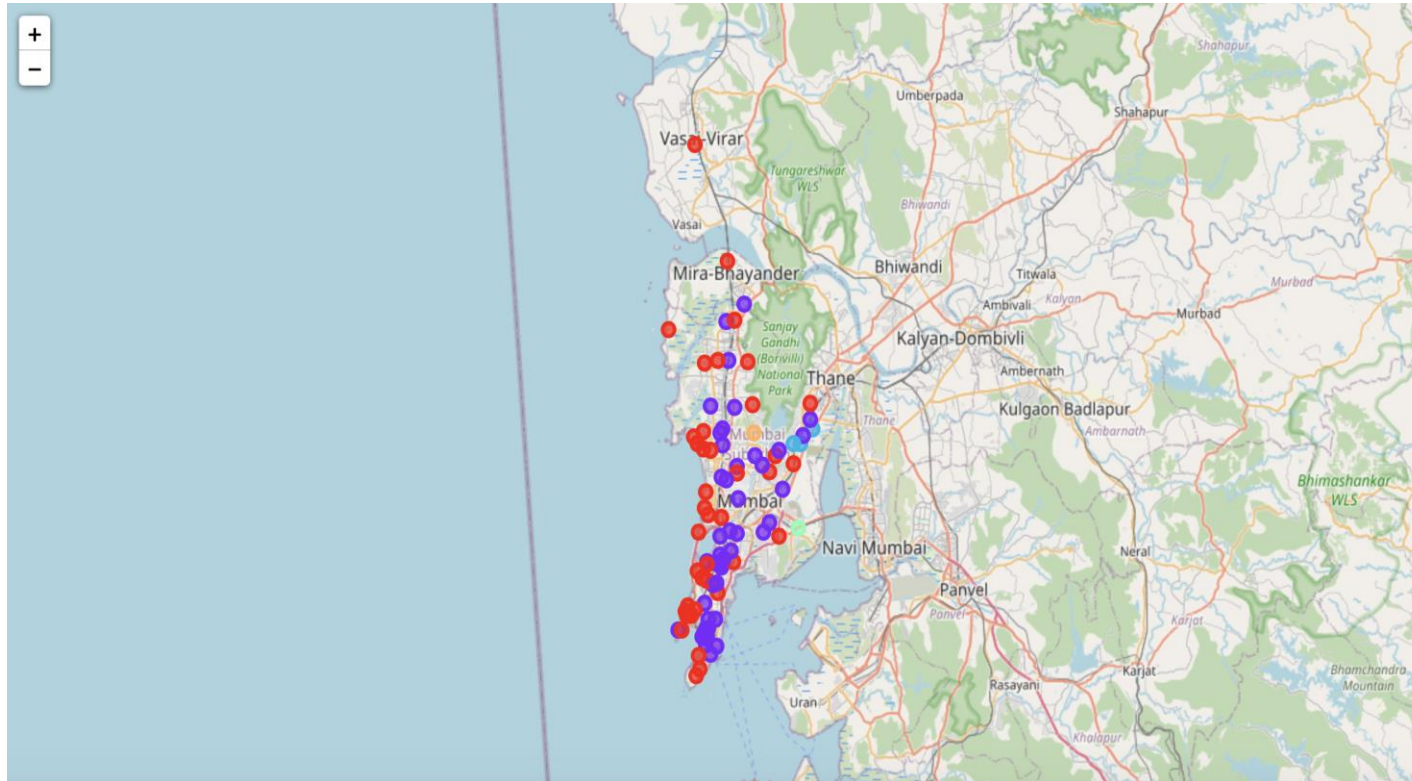 +
−
Shahapur
Umberpada
Shahapur
Vasai-Virar
Tungareshwar
WLS
Bhiwandi
Vasai
Mira-Bhayander
Bhiwandi
Titwala
Murbad
Ambivali
Kalyan
Murbad
Sanjay
Gandhi
(Borivili)
National
Park
Kalyan-Dombivli
Thane
Ambernath
Kulgaon Badlapur
Thane
Ambarnath
Mumbai
Bhimashankar
WLS
Mumbai
Navi Mumbai
Neral
Panvel
Panvel
Karjat
Karjat
Rasayani
Bhamchandra
Mountain
Uran
Khalapur